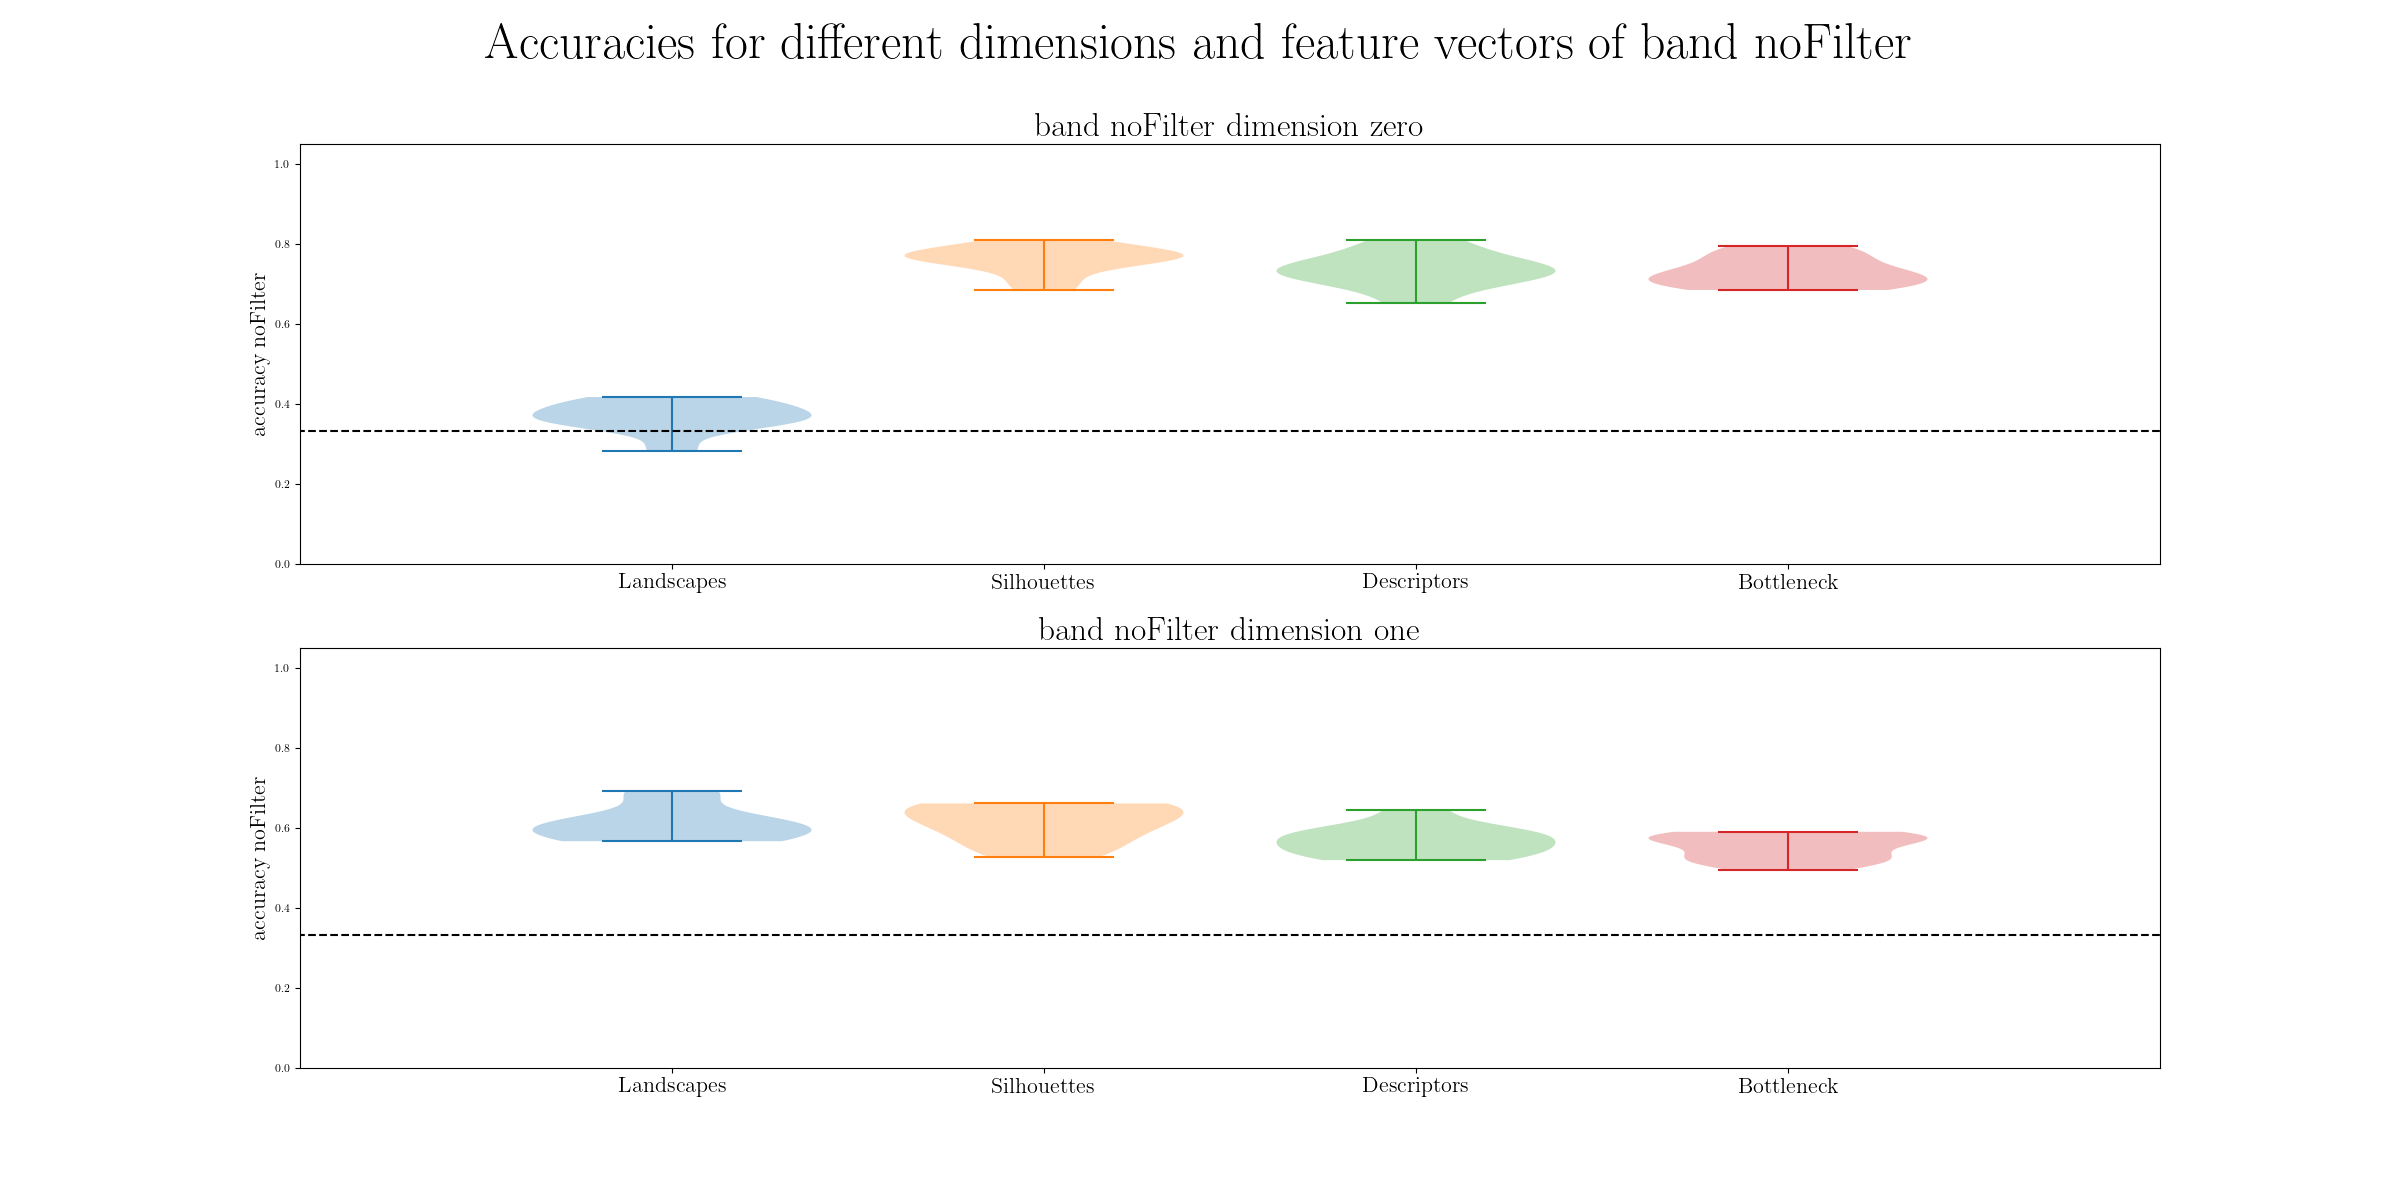 Accuracies for different dimensions and feature vectors of band noFilter
band noFilter dimension zero
accuracy noFilter
1.0
0.8
0.6
0.4
0.2
0.0
Landscapes Silhouettes Descriptors Bottleneck
band noFilter dimension one
accuracy noFilter
1.0
0.8
0.6
0.4
0.2
0.0
Landscapes Silhouettes Descriptors Bottleneck